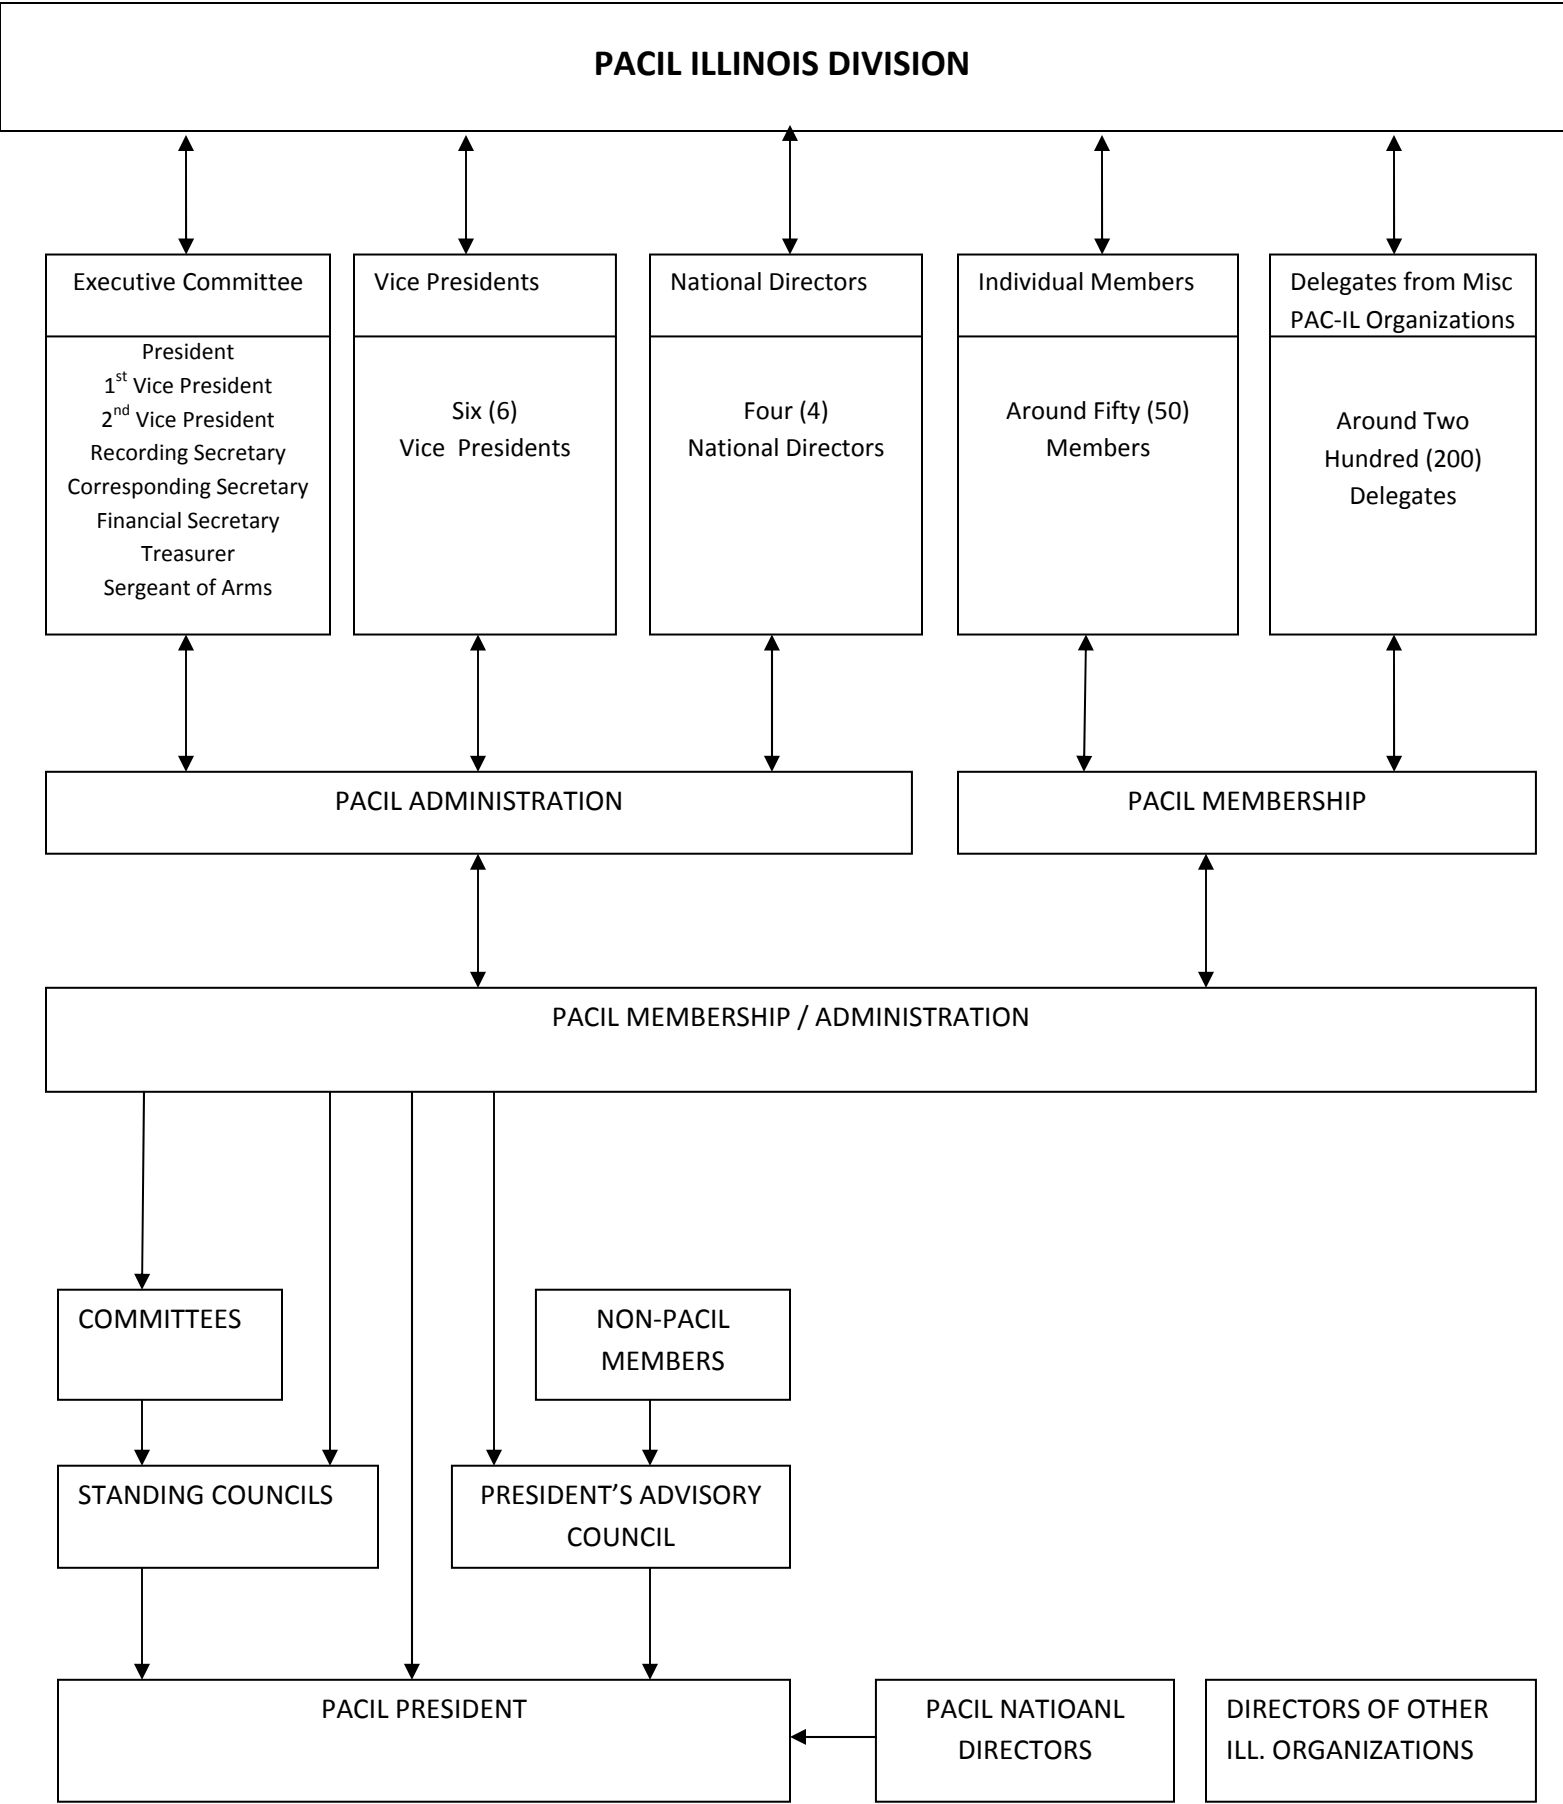 PACIL ILLINOIS DIVISION
Executive Committee
President
1st Vice President
2nd Vice President
Recording Secretary
Corresponding Secretary
Financial Secretary
Treasurer
Sergeant of Arms
Vice Presidents
Six (6)
Vice Presidents
National Directors
Four (4)
National Directors
Individual Members
Around Fifty (50)
Members
Delegates from Misc
PAC-IL Organizations
Around Two
Hundred (200)
Delegates
PACIL ADMINISTRATION
PACIL MEMBERSHIP
PACIL MEMBERSHIP / ADMINISTRATION
COMMITTEES
NON-PACIL
MEMBERS
STANDING COUNCILS
PRESIDENT’S ADVISORY
COUNCIL
PACIL PRESIDENT
PACIL NATIOANL
DIRECTORS
DIRECTORS OF OTHER
ILL. ORGANIZATIONS